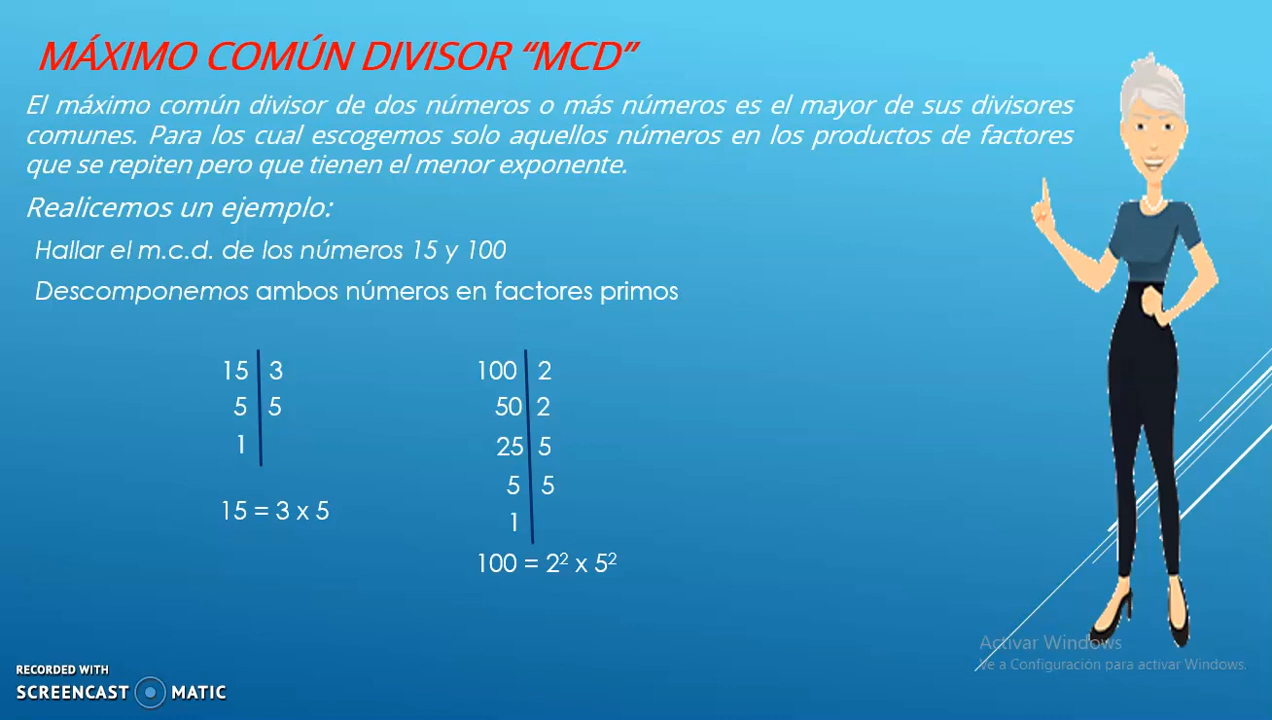 MÁXIMO COMÚN DIVISOR “MCD”
El máximo común divisor de dos números o más números es el mayor de sus divisores
comunes. Para los cual escogemos solo aquellos números en los productos de factores
que se repiten pero que tienen el menor exponente.
Realicemos un ejemplo:
Hallar el m.c.d. de los números 15 y 100
Descomponemos ambos números en factores primos
15 3
5 5
1
15 = 3 x 5
100 2
50 2
25 5
5 5
1
100 = 2² x 5²
Activar Windows
Ve a Configuración para activar Windows.
RECORDED WITH
SCREENCAST MATIC